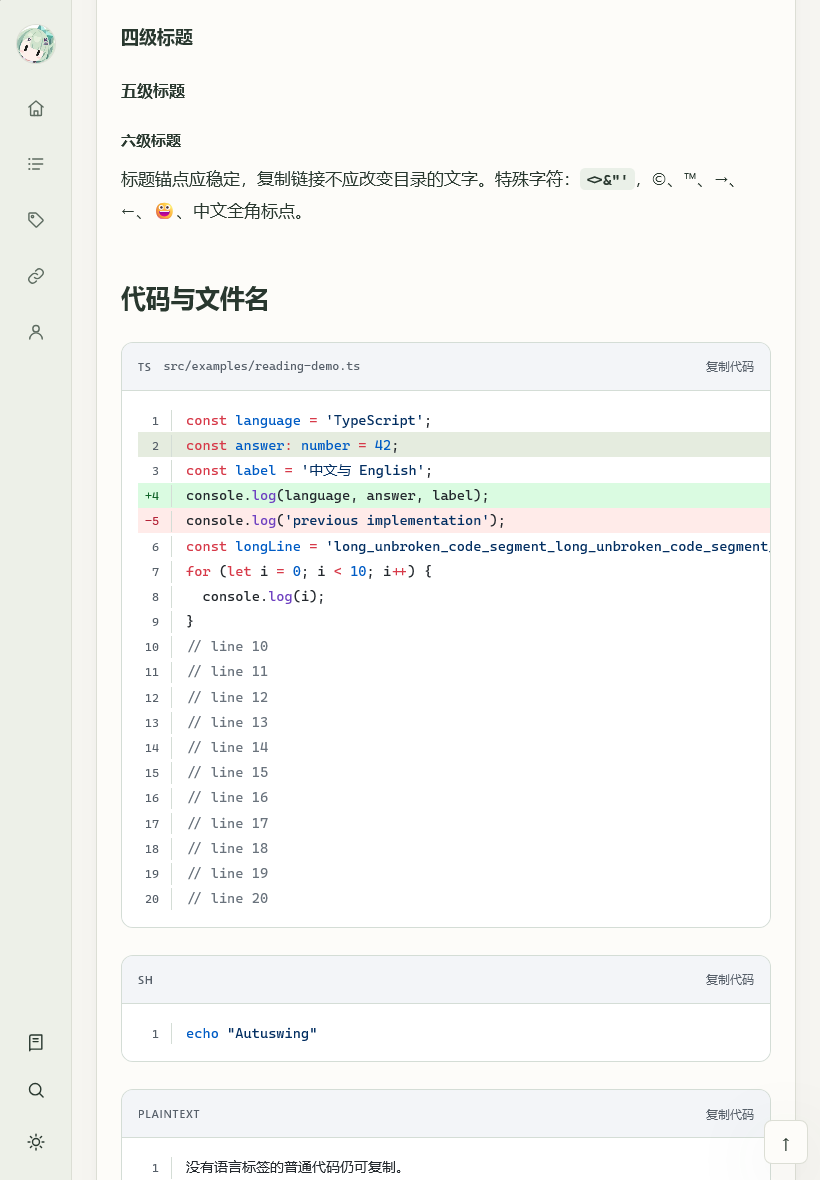 四级标题
五级标题
六级标题
标题锚点应稳定，复制链接不应改变目录的文字。特殊字符：<>&"'，©、™、→、
←、😀、中文全角标点。
代码与文件名
TS src/examples/reading-demo.ts 复制代码
1 const language = 'TypeScript';
2 const answer: number = 42;
3 const label = '中文与 English';
+4 console.log(language, answer, label);
-5 console.log('previous implementation');
6 const longLine = 'long_unbroken_code_segment_long_unbroken_code_segment_
7 for (let i = 0; i < 10; i++) {
8 console.log(i);
9 }
10 // line 10
11 // line 11
12 // line 12
13 // line 13
14 // line 14
15 // line 15
16 // line 16
17 // line 17
18 // line 18
19 // line 19
20 // line 20
SH 复制代码
1 echo "Autuswing"
PLAINTEXT 复制代码
1 没有语言标签的普通代码仍可复制。
↑